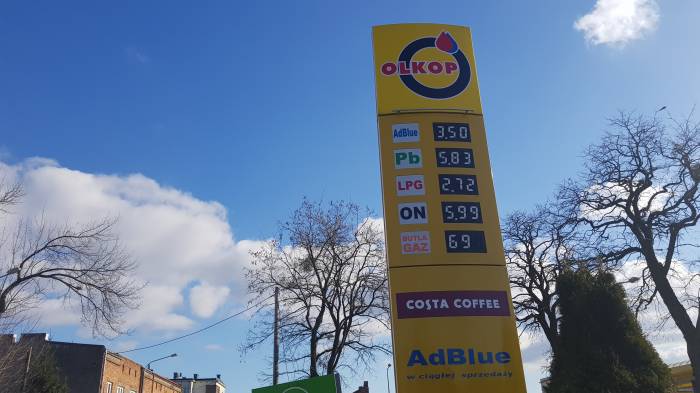 OLKOP
AdBlue 3.50
Pb 5.83
LPG 2.72
ON 5.99
BUTLA GAZ 69
COSTA COFFEE
AdBlue
w ciągłej sprzedaży